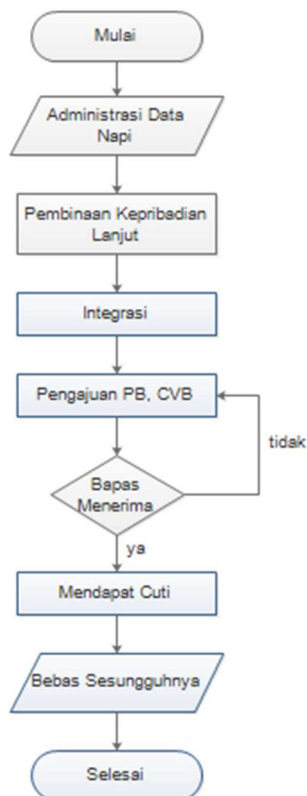 Mulai
Administrasi Data
Napi
Pembinaan Kepribadian
Lanjut
Integrasi
Pengajuan PB, CVB
tidak
Bapas
Menerima
ya
Mendapat Cuti
Bebas Sesungguhnya
Selesai